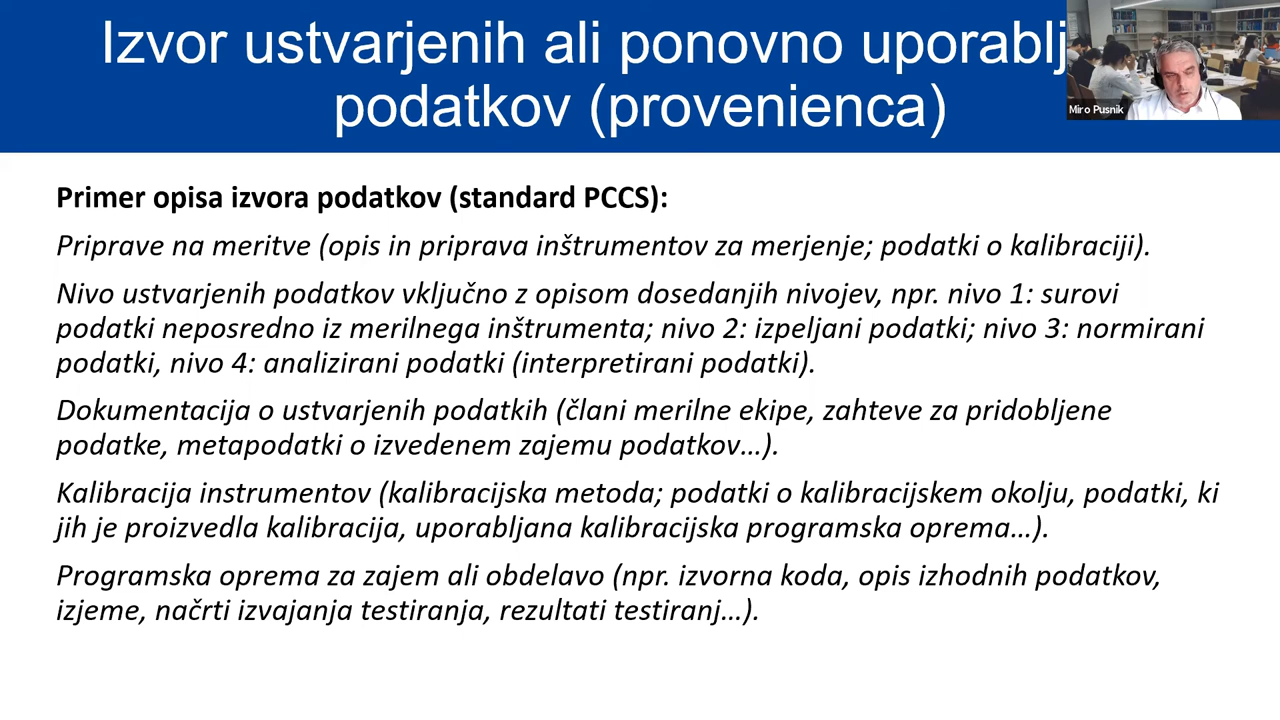 Izvor ustvarjenih ali ponovno uporablj
podatkov (provenienca)
Miro Pusnik
Primer opisa izvora podatkov (standard PCCS):
Priprave na meritve (opis in priprava inštrumentov za merjenje; podatki o kalibraciji).
Nivo ustvarjenih podatkov vključno z opisom dosedanjih nivojev, npr. nivo 1: surovi
podatki neposredno iz merilnega inštrumenta; nivo 2: izpeljani podatki; nivo 3: normirani
podatki, nivo 4: analizirani podatki (interpretirani podatki).
Dokumentacija o ustvarjenih podatkih (člani merilne ekipe, zahteve za pridobljene
podatke, metapodatki o izvedenem zajemu podatkov…).
Kalibracija instrumentov (kalibracijska metoda; podatki o kalibracijskem okolju, podatki, ki
jih je proizvedla kalibracija, uporabljana kalibracijska programska oprema…).
Programska oprema za zajem ali obdelavo (npr. izvorna koda, opis izhodnih podatkov,
izjeme, načrti izvajanja testiranja, rezultati testiranj…).